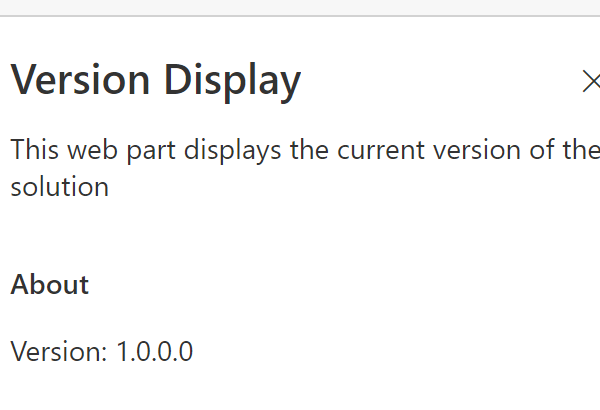 Version Display
This web part displays the current version of the
solution
About
Version: 1.0.0.0